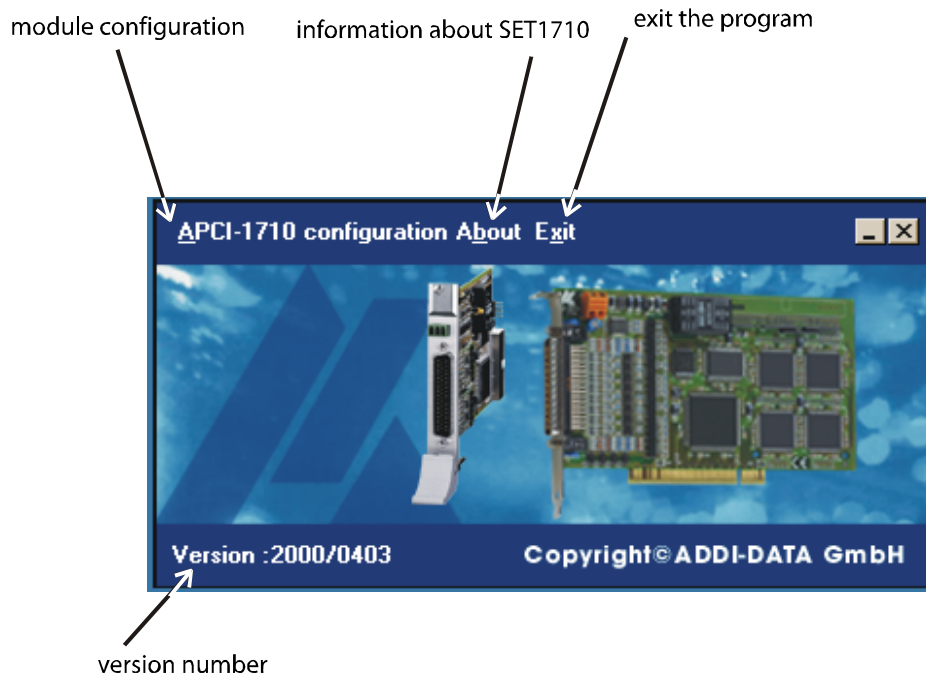 module configuration
information about SET1710
exit the program
APCI-1710 configuration About Exit
Version :2000/0403
Copyright©ADDI-DATA GmbH
version number